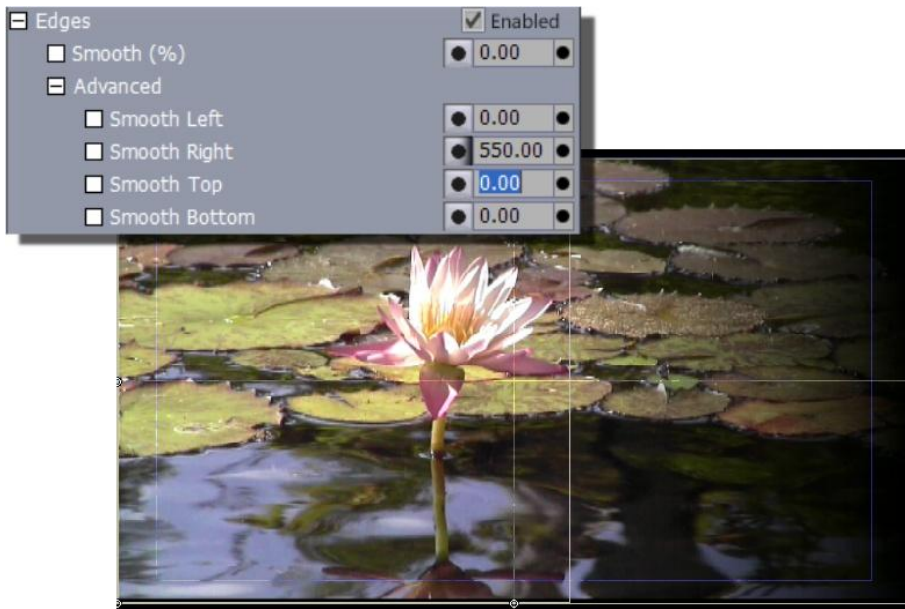 Edges Enabled
Smooth (%) 0.00
Advanced
Smooth Left 0.00
Smooth Right 550.00
Smooth Top 0.00
Smooth Bottom 0.00